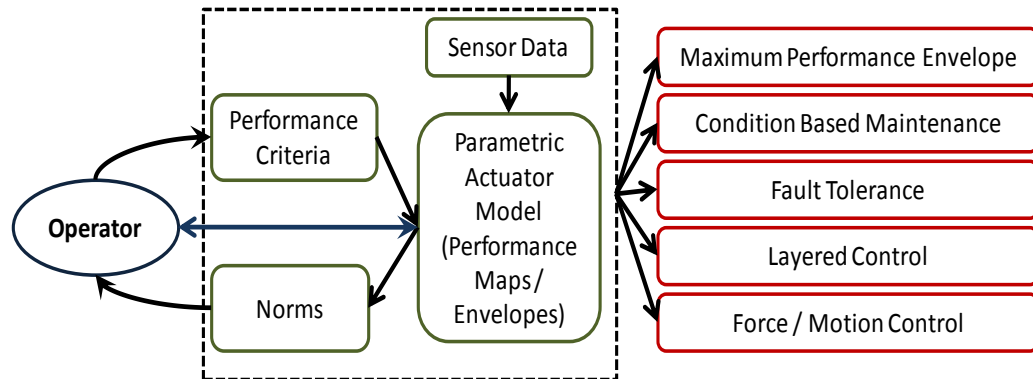 Sensor Data
Performance
Criteria
Parametric
Actuator
Model
(Performance
Maps/
Envelopes)
Operator
Norms
Maximum Performance Envelope
Condition Based Maintenance
Fault Tolerance
Layered Control
Force / Motion Control